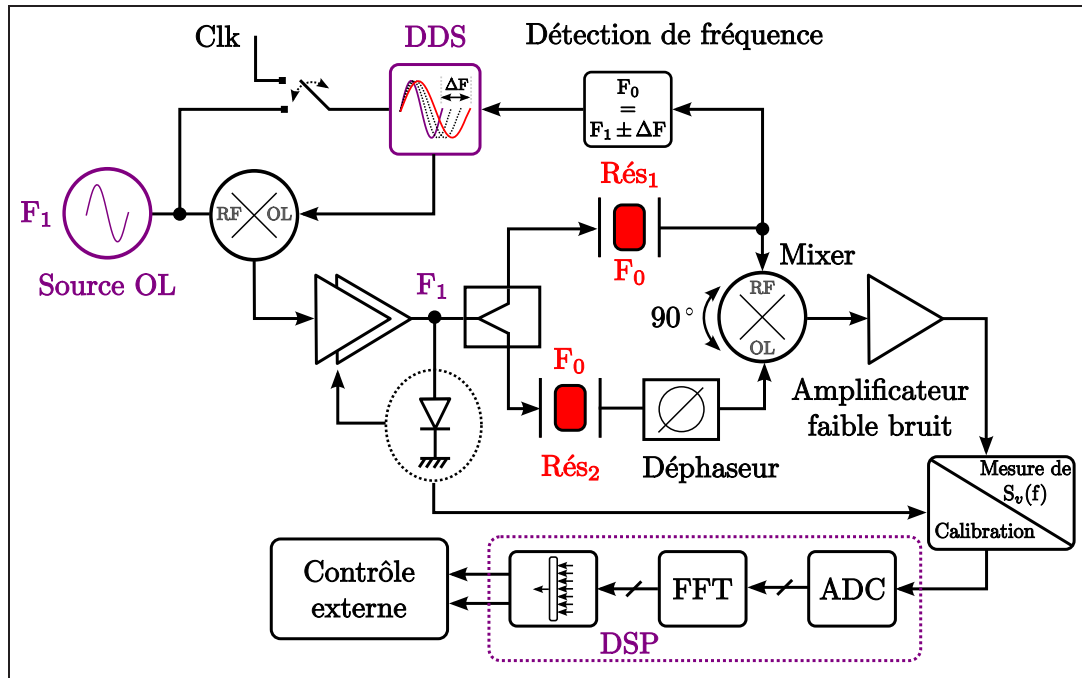 Clk
DDS
Détection de fréquence
ΔF
F₀
=
F₁ ± ΔF
Rés₁
F₀
F₁
RF
OL
Source OL
Mixer
F₁
RF
90°
OL
F₀
Rés₂
Déphaseur
Amplificateur
faible bruit
Mesure de
Sᵥ(f)
Calibration
Contrôle
externe
FFT
ADC
DSP